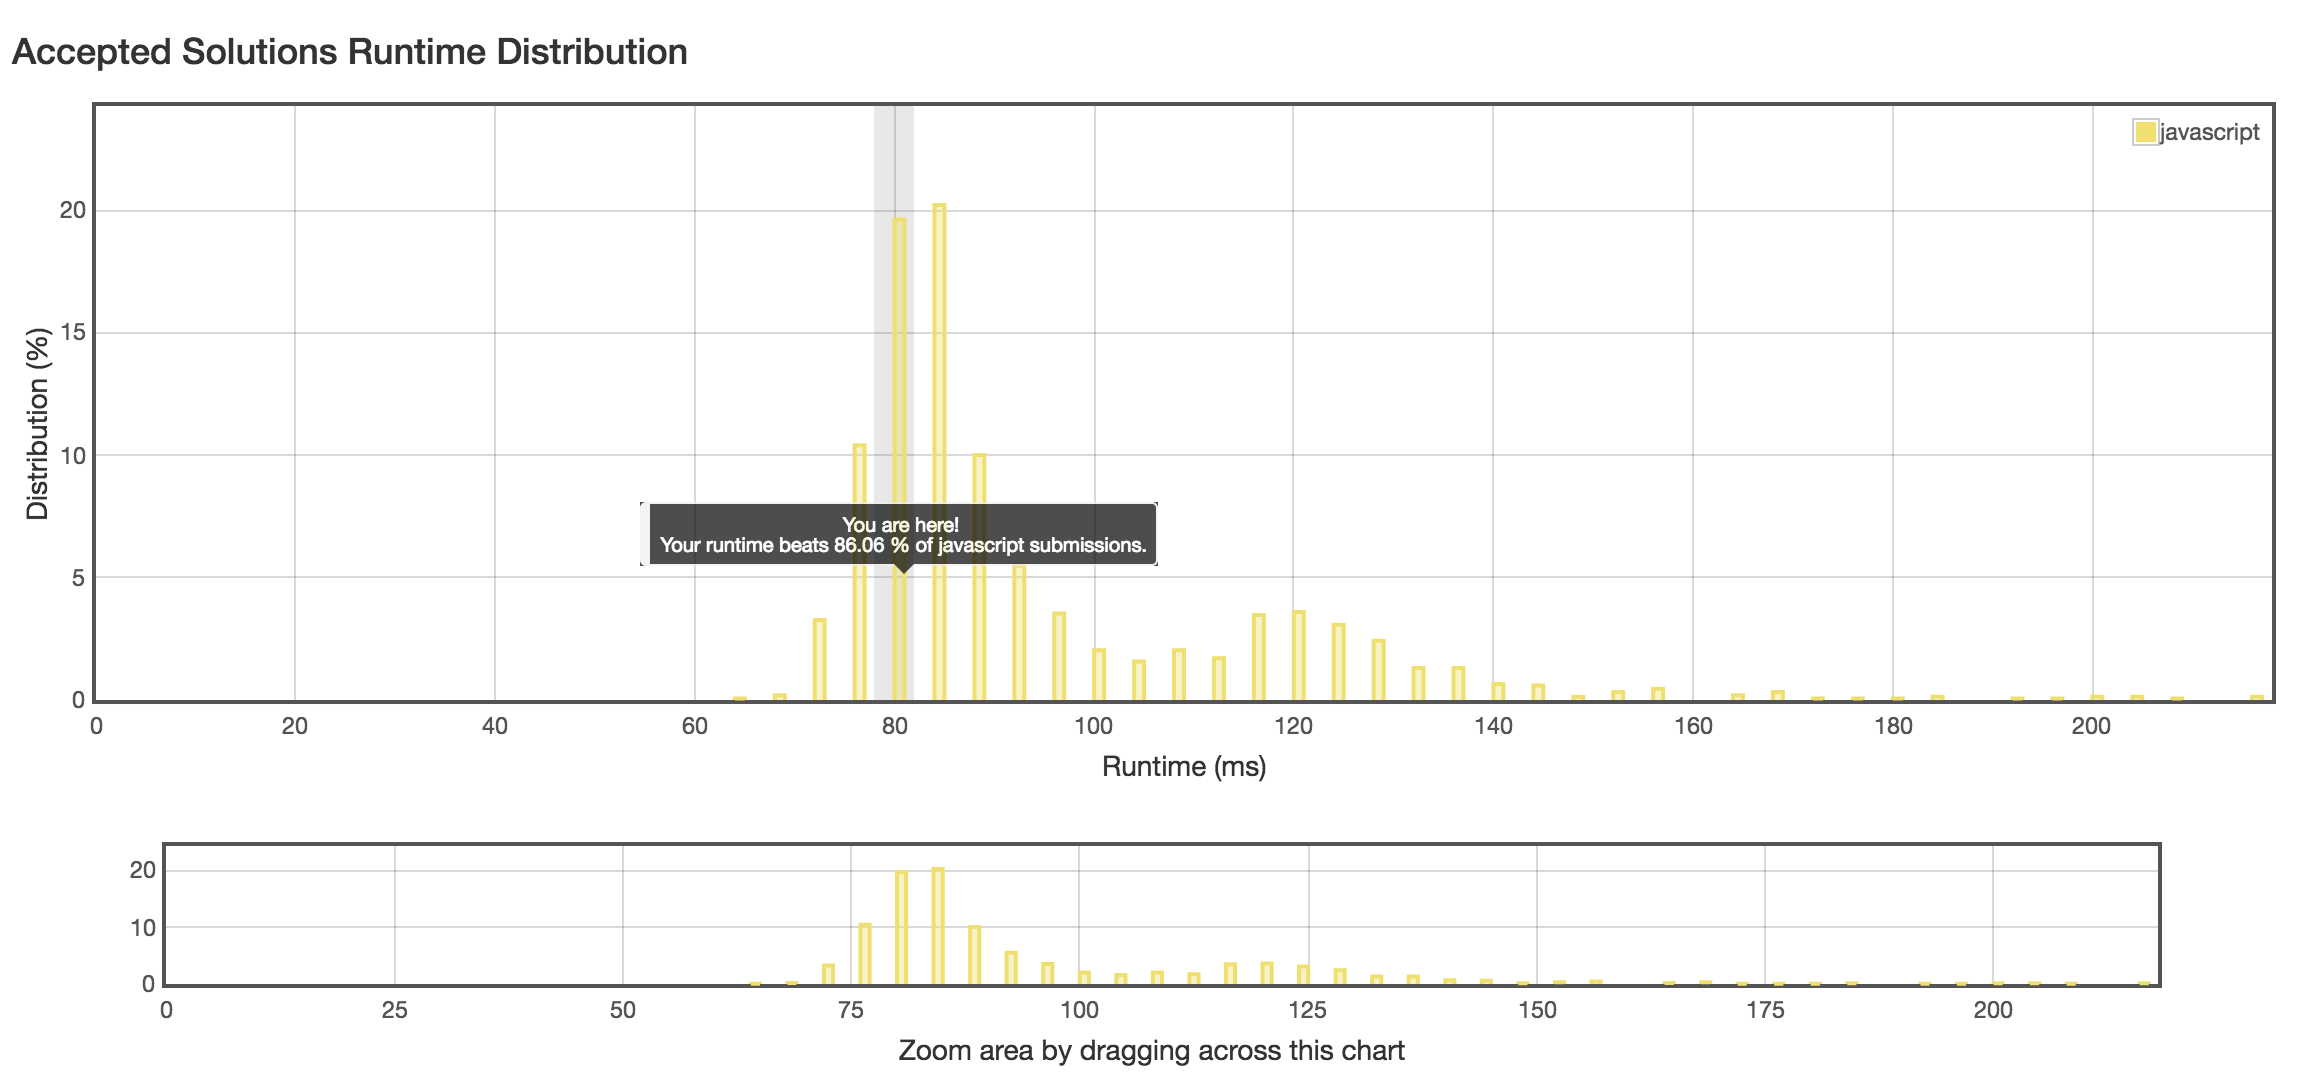 Accepted Solutions Runtime Distribution
javascript
Distribution (%)
20
15
10
5
0
You are here!
Your runtime beats 86.06 % of javascript submissions.
0 20 40 60 80 100 120 140 160 180 200
Runtime (ms)
20
10
0
0 25 50 75 100 125 150 175 200
Zoom area by dragging across this chart